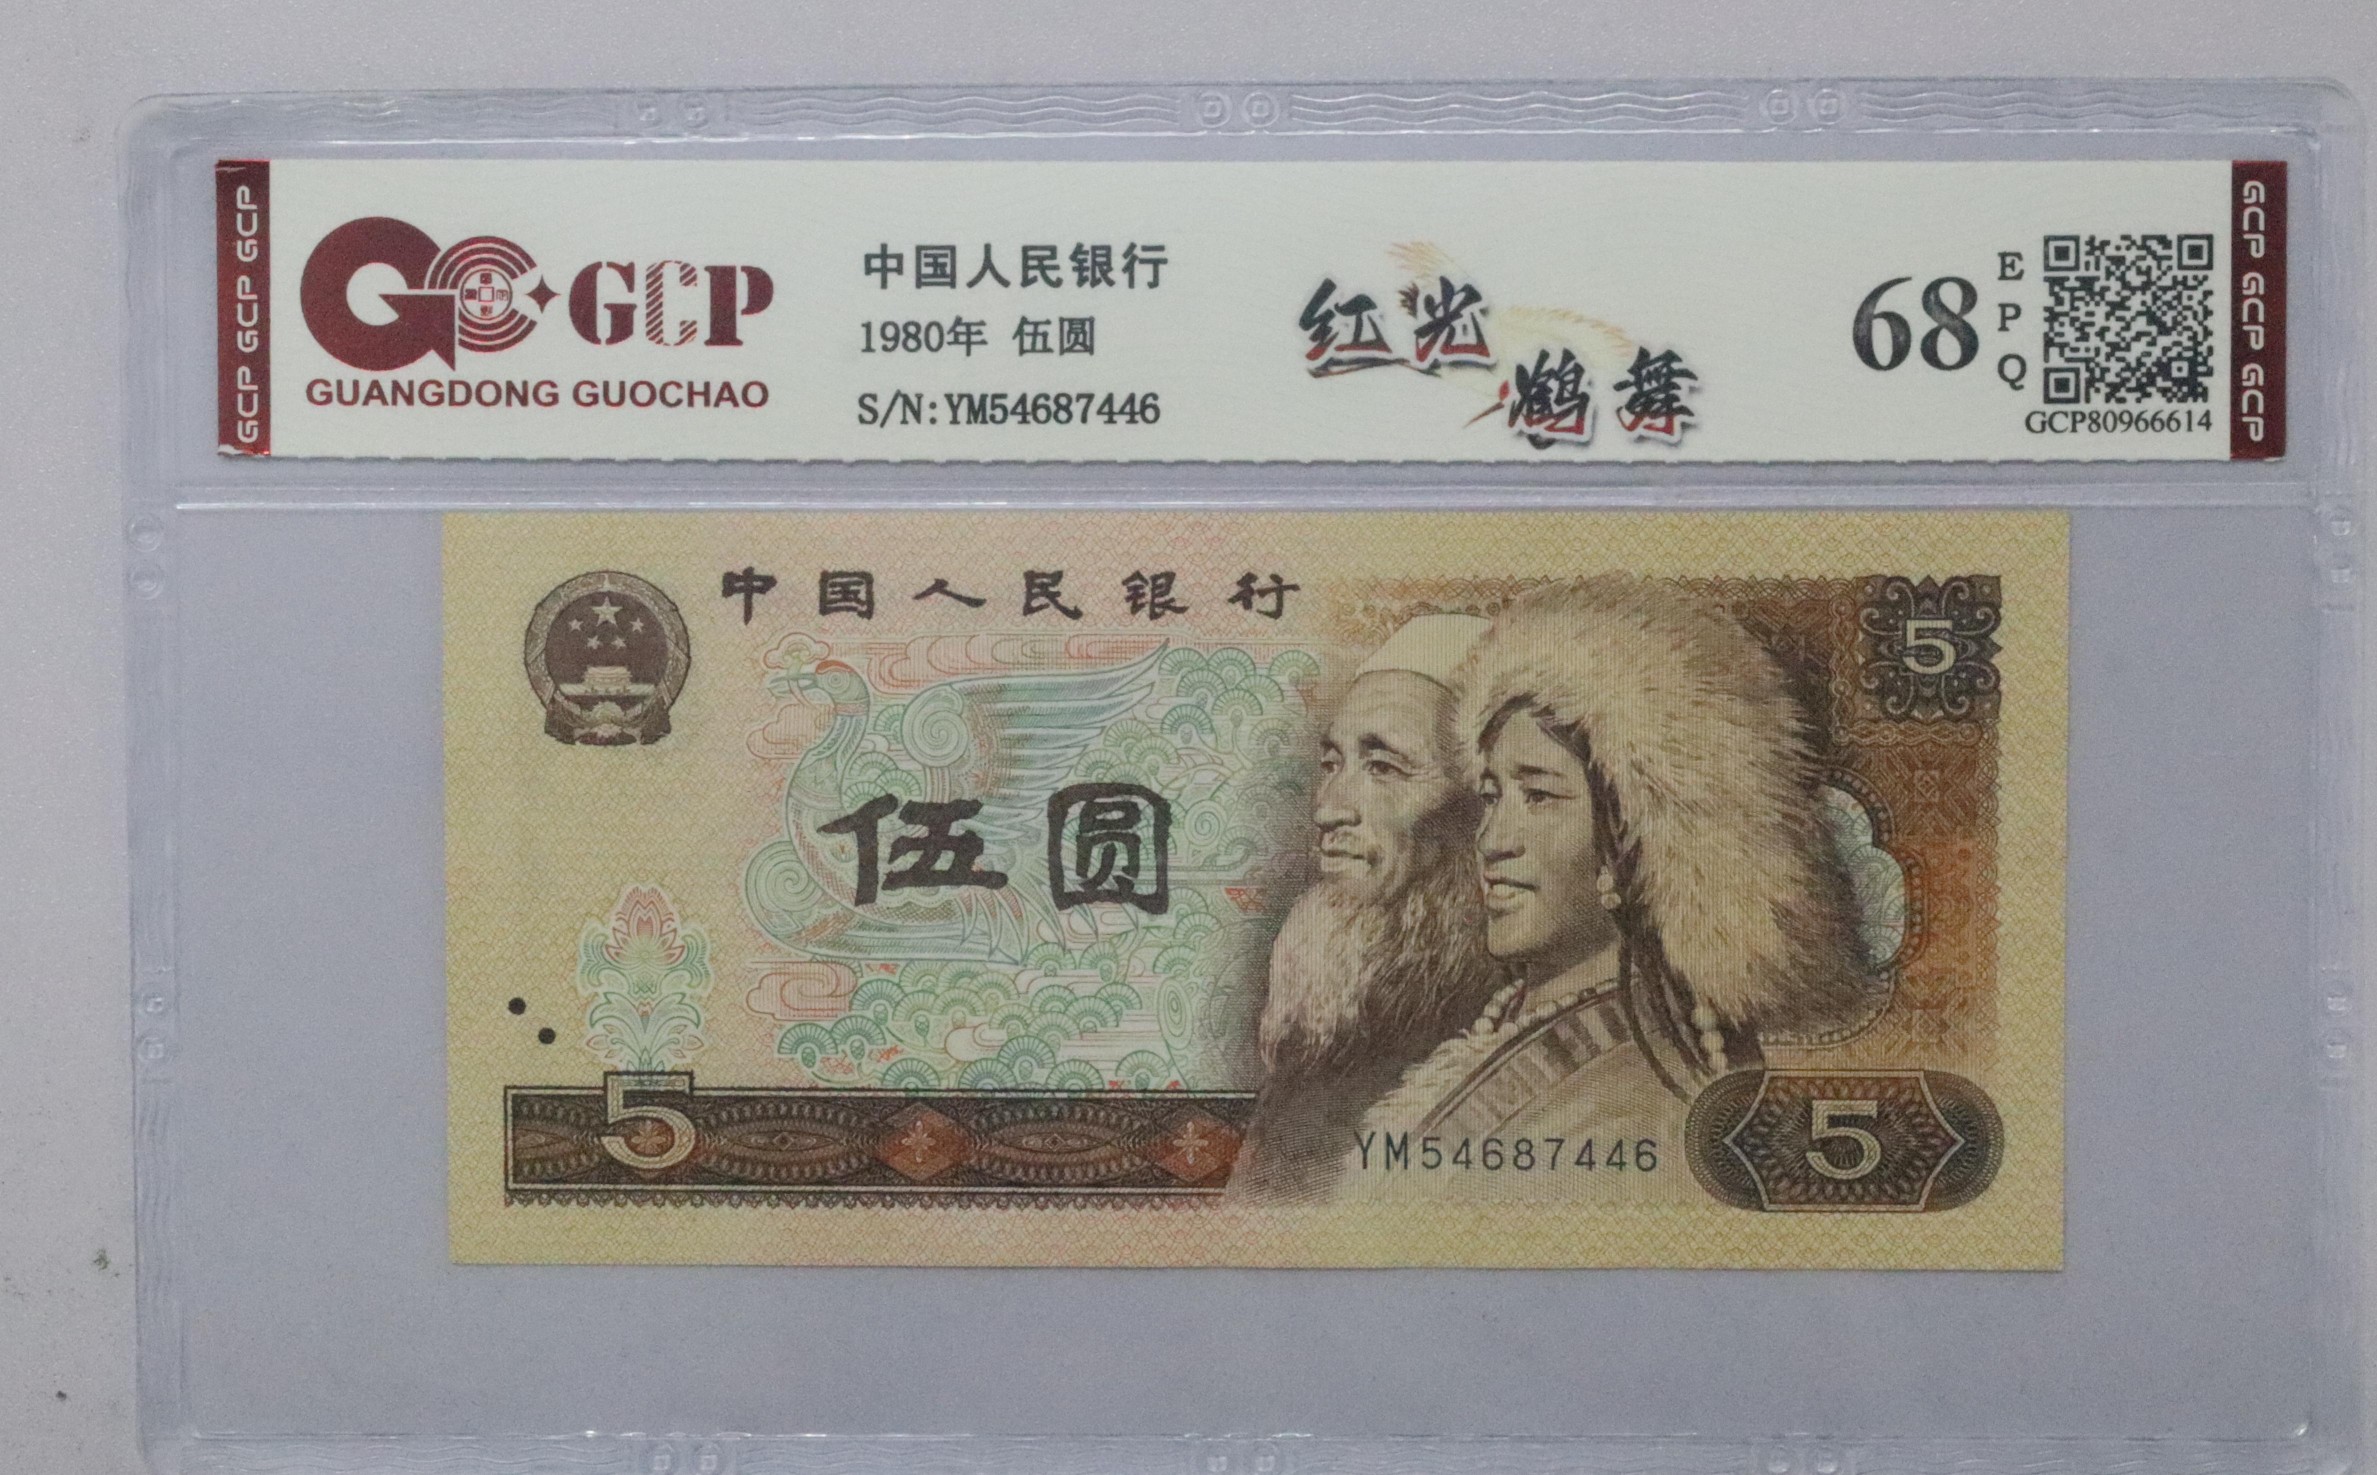 GCP GCP GCP
GCP
GUANGDONG GUOCHAO
中国人民银行
1980年 伍圆
S/N:YM54687446
红光
鹤舞
68
EPQ
GCP80966614
GCP GCP GCP
中国人民银行
5
伍圆
5
YM54687446
5